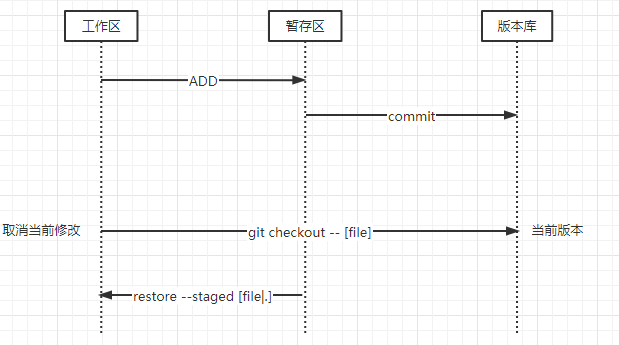 工作区
暂存区
版本库
ADD
commit
取消当前修改
git checkout -- [file]
当前版本
restore --staged [file|.]